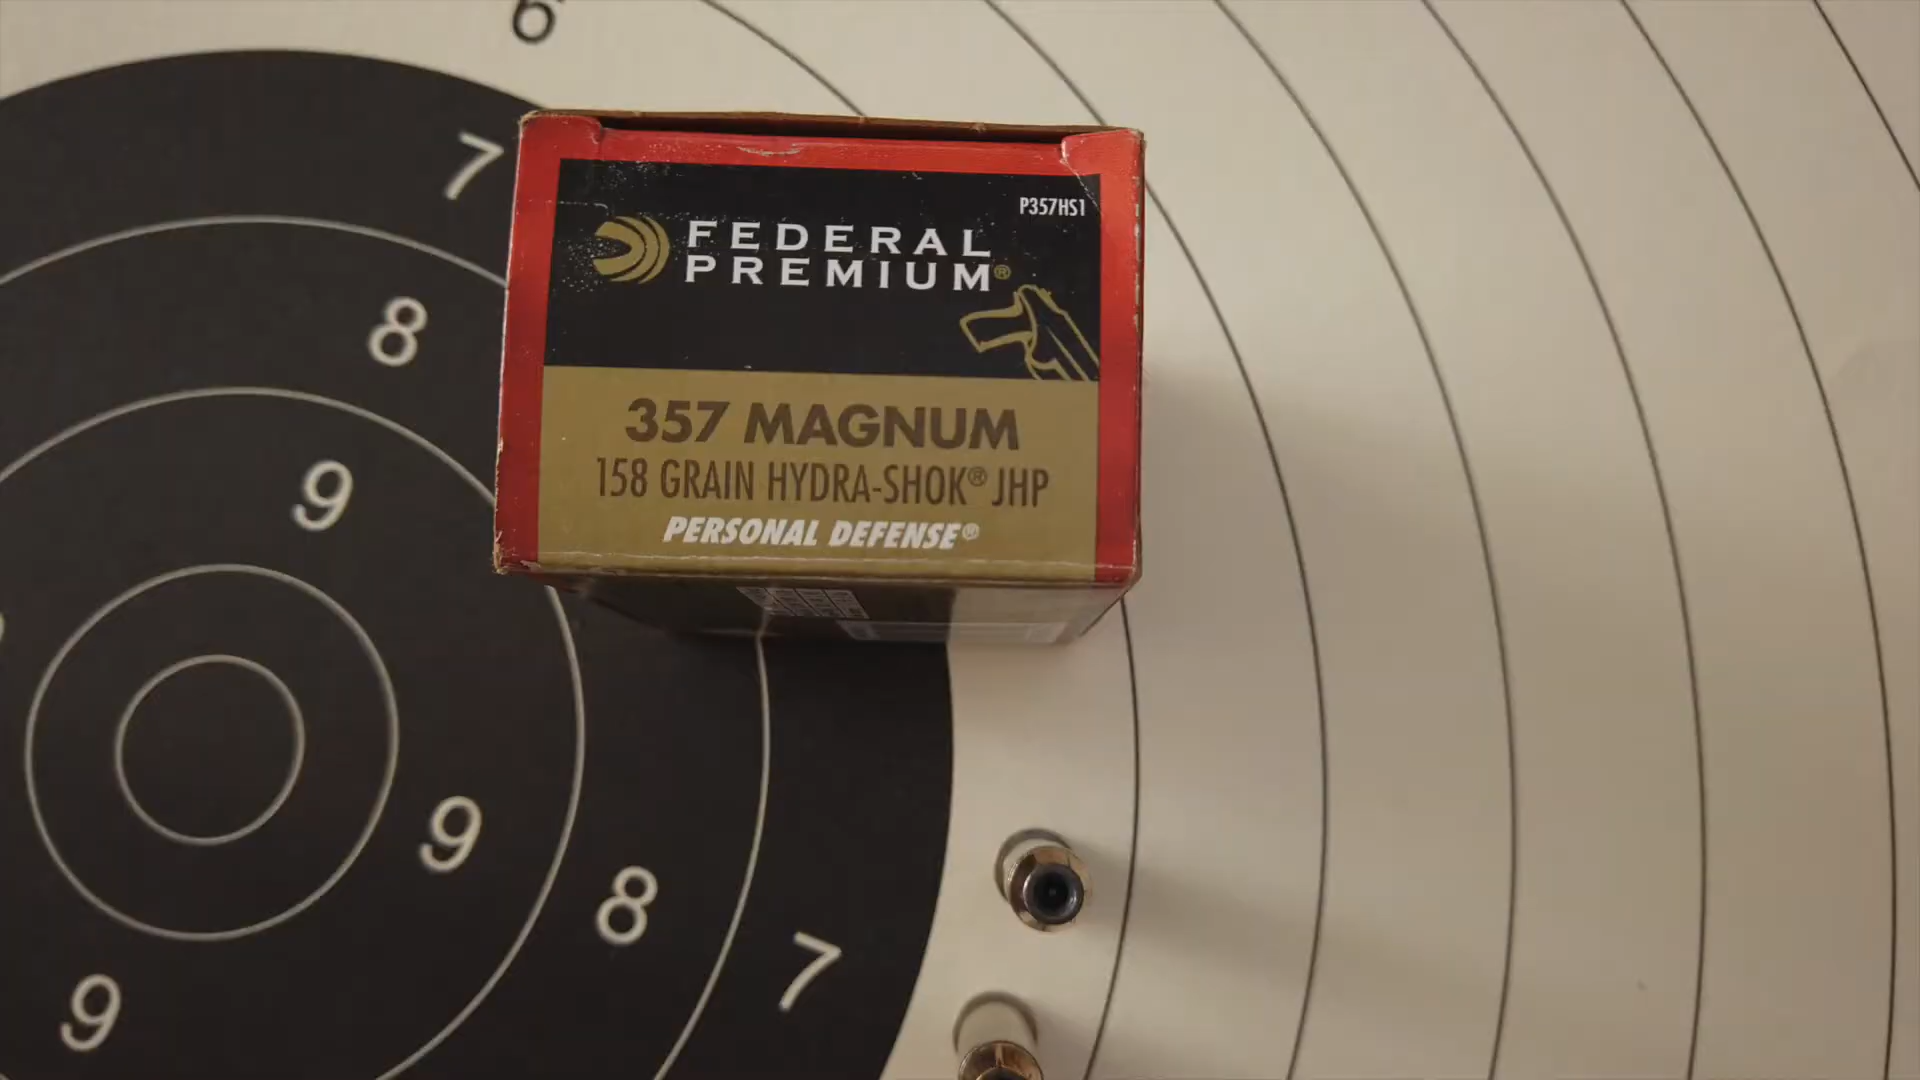 6
7
P357HS1
FEDERAL
PREMIUM®
8
357 MAGNUM
158 GRAIN HYDRA-SHOK® JHP
9
PERSONAL DEFENSE®
9
8
7
9